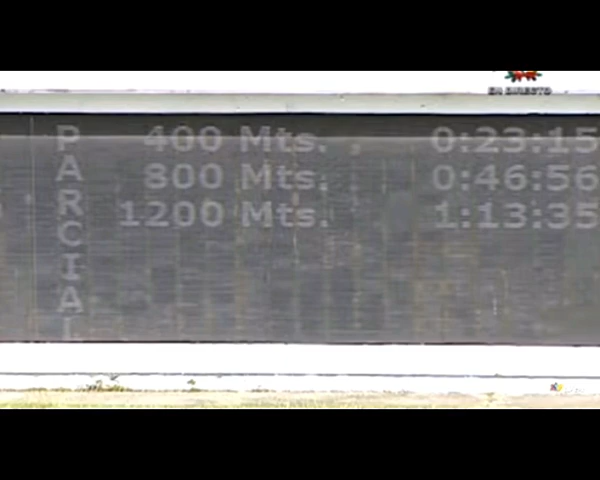 EN DIRECTO
PARCIAL
400 Mts. 0:23:15
800 Mts. 0:46:56
1200 Mts. 1:13:35